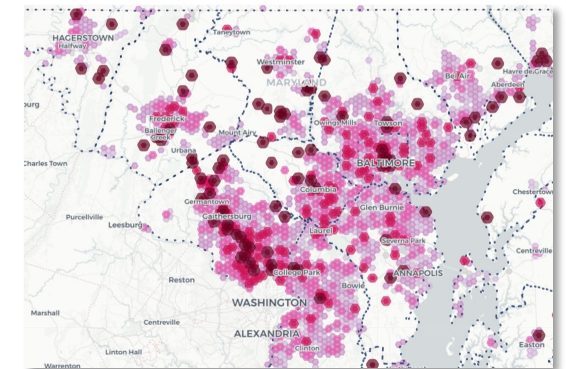 Taneytown
HAGERSTOWN
Halfway
Westminster
MARYLAND
Bel Air
Havre de Grace
Aberdeen
burg
Frederick
Owings Mills
Towson
Ballenger
Creek
Mount Airy
Urbana
BALTIMORE
Charles Town
Columbia
Chestertown
Germantown
Glen Burnie
Purcellville
Gaithersburg
Leesburg
Laurel
Severna Park
Centreville
College Park
ANNAPOLIS
Reston
Bowie
WASHINGTON
Marshall
Centreville
ALEXANDRIA
Easton
Linton Hall
Clinton
Warrenton